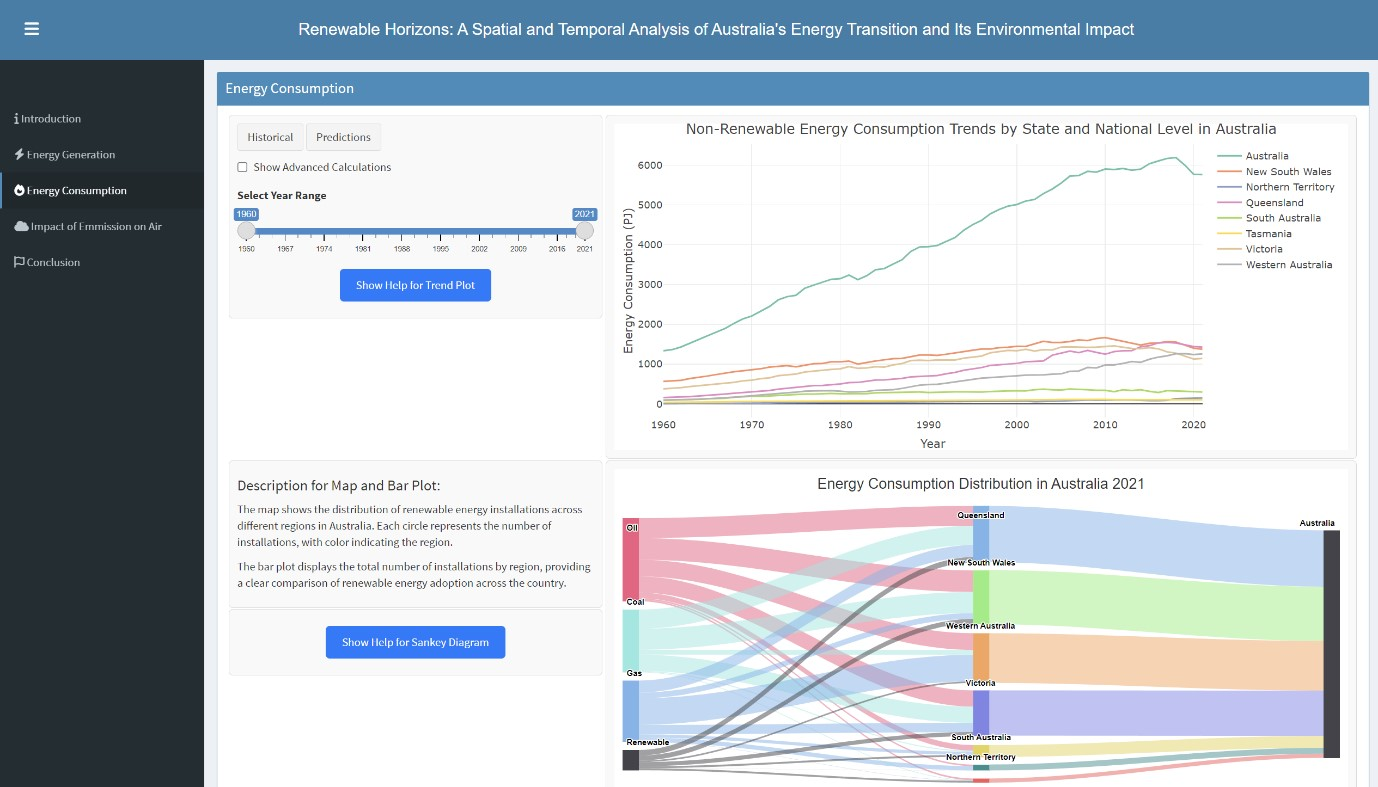 Renewable Horizons: A Spatial and Temporal Analysis of Australia's Energy Transition and Its Environmental Impact
Introduction
Energy Generation
Energy Consumption
Impact of Emmission on Air
Conclusion
Energy Consumption
Historical
Predictions
Show Advanced Calculations
Select Year Range
1960
2021
1960
1967
1974
1981
1988
1995
2002
2009
2016
2021
Show Help for Trend Plot
Non-Renewable Energy Consumption Trends by State and National Level in Australia
Energy Consumption (PJ)
6000
5000
4000
3000
2000
1000
0
1960
1970
1980
1990
2000
2010
2020
Year
Australia
New South Wales
Northern Territory
Queensland
South Australia
Tasmania
Victoria
Western Australia
Description for Map and Bar Plot:
The map shows the distribution of renewable energy installations across
different regions in Australia. Each circle represents the number of
installations, with color indicating the region.
The bar plot displays the total number of installations by region, providing
a clear comparison of renewable energy adoption across the country.
Show Help for Sankey Diagram
Energy Consumption Distribution in Australia 2021
Oil
Coal
Gas
Renewable
Queensland
New South Wales
Western Australia
Victoria
South Australia
Northern Territory
Australia